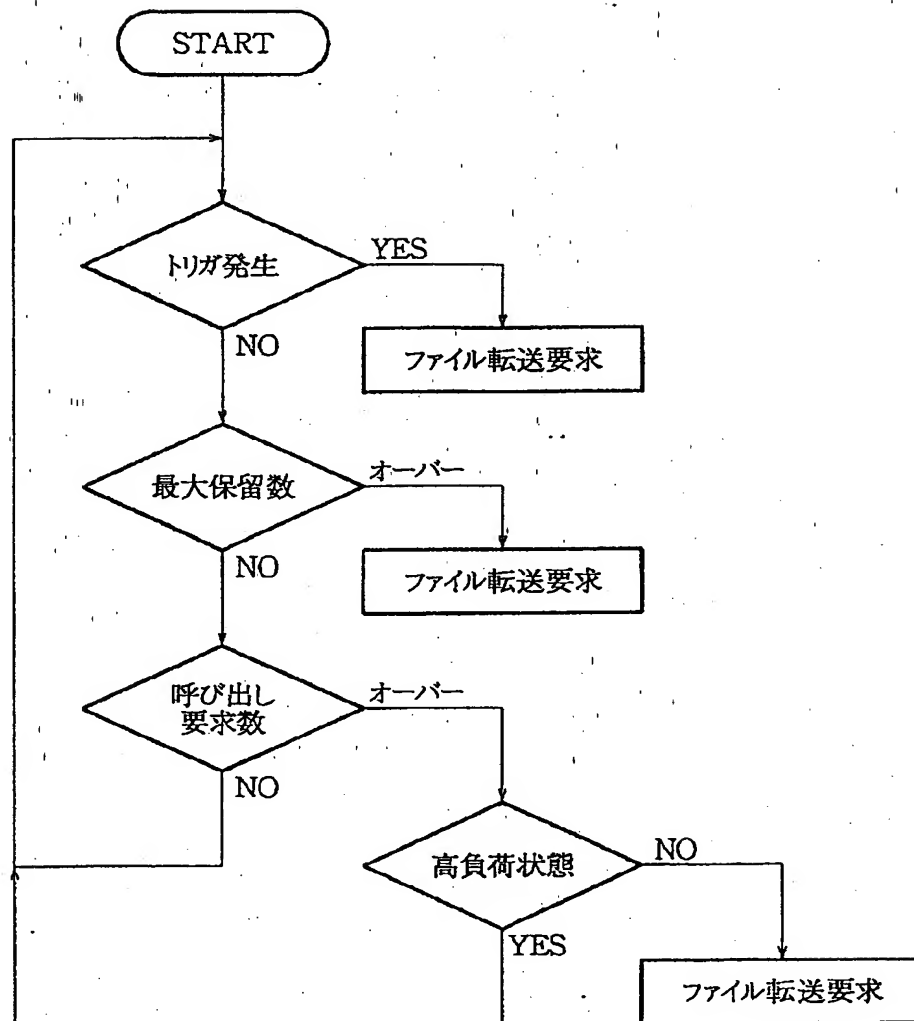 START
トリガ発生
YES
NO
ファイル転送要求
最大保留数
オーバー
NO
ファイル転送要求
呼び出し
要求数
オーバー
NO
高負荷状態
NO
YES
ファイル転送要求